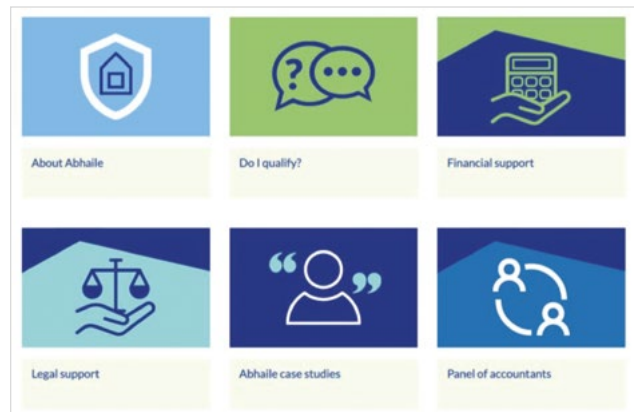 About Abhaile
Do I qualify?
Financial support
Legal support
Abhaile case studies
Panel of accountants